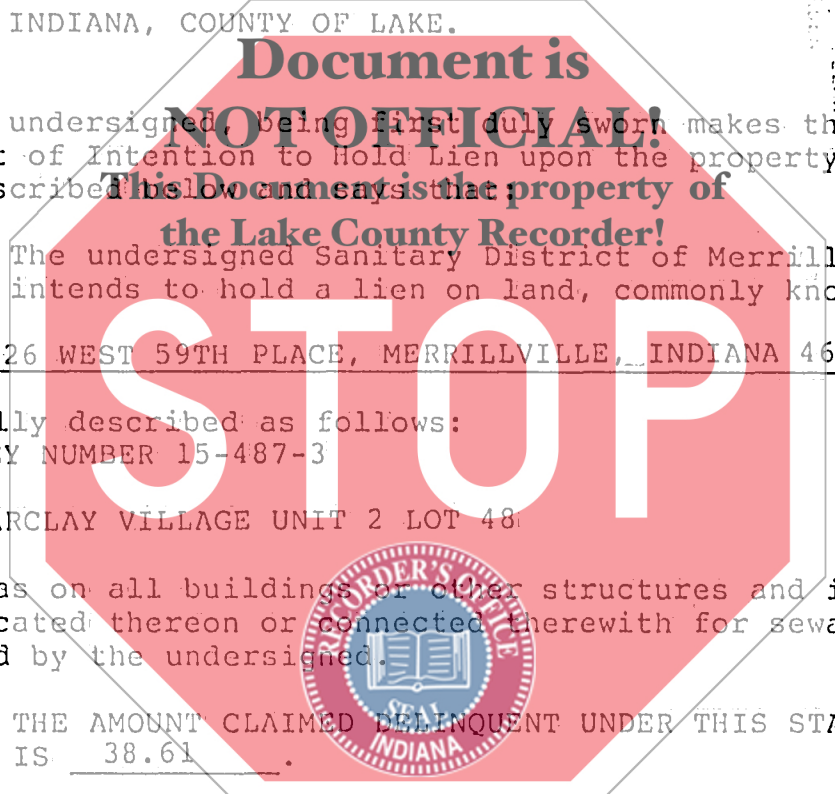 INDIANA, COUNTY OF LAKE.
Document is
NOT OFFICIAL!
This Document is the property of
the Lake County Recorder!
undersigned, being first duly sworn makes th
t of Intention to Hold Lien upon the property
scribed below and says that:
The undersigned Sanitary District of Merrill
intends to hold a lien on land, commonly kno
26 WEST 59TH PLACE, MERRILLVILLE, INDIANA 46
STOP
lly described as follows:
EY NUMBER 15-487-3
ARCLAY VILLAGE UNIT 2 LOT 48
as on all buildings or other structures and i
cated thereon or connected therewith for sewa
d by the undersigned.
RECORDER'S OFFICE
SEAL
INDIANA
THE AMOUNT CLAIMED DELINQUENT UNDER THIS STA
IS 38.61.